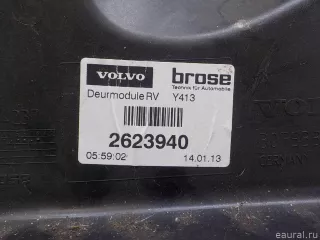 VOLVO brose
Technik für Automobile
Deurmodule RV Y413
2623940
05:59:02 14.01.13
eaural.ru